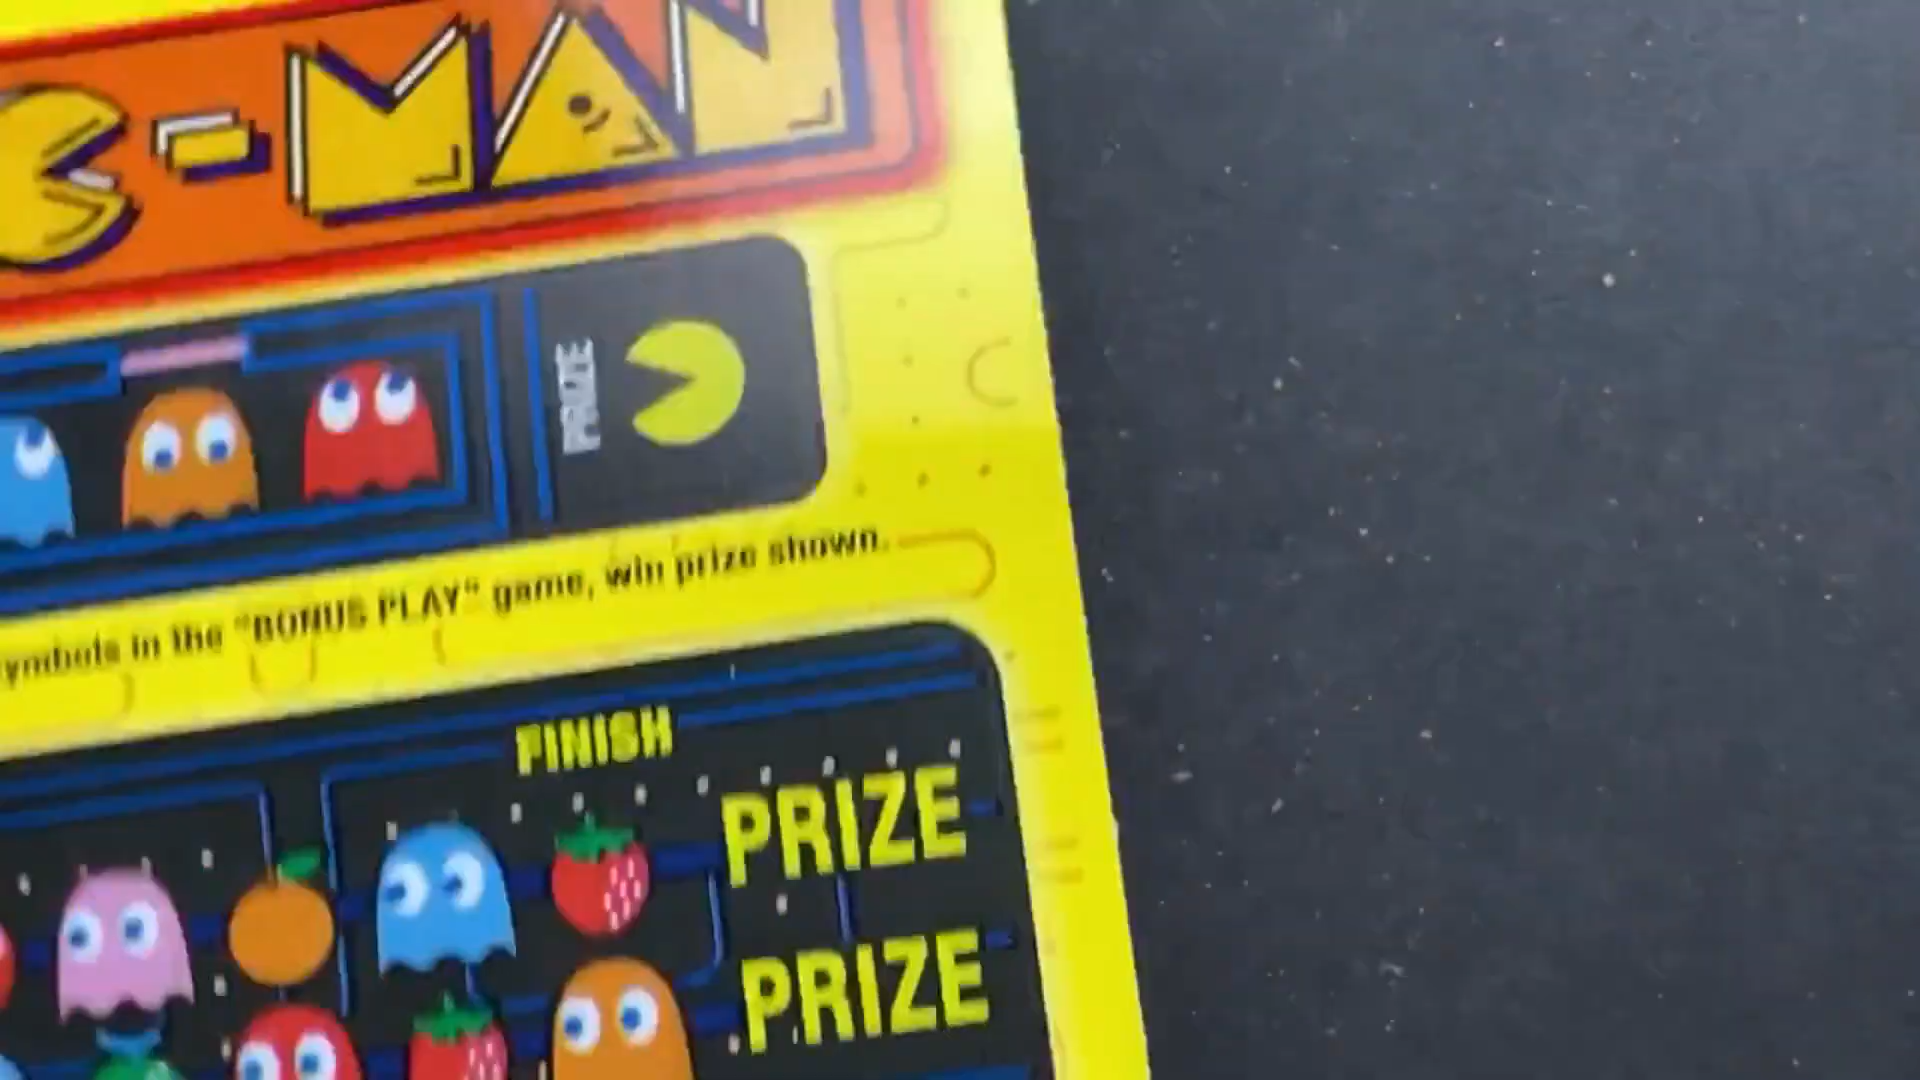 C-MAN
PRIZE
ymbols in the "BONUS PLAY" game, win prize shown.
FINISH
PRIZE
PRIZE